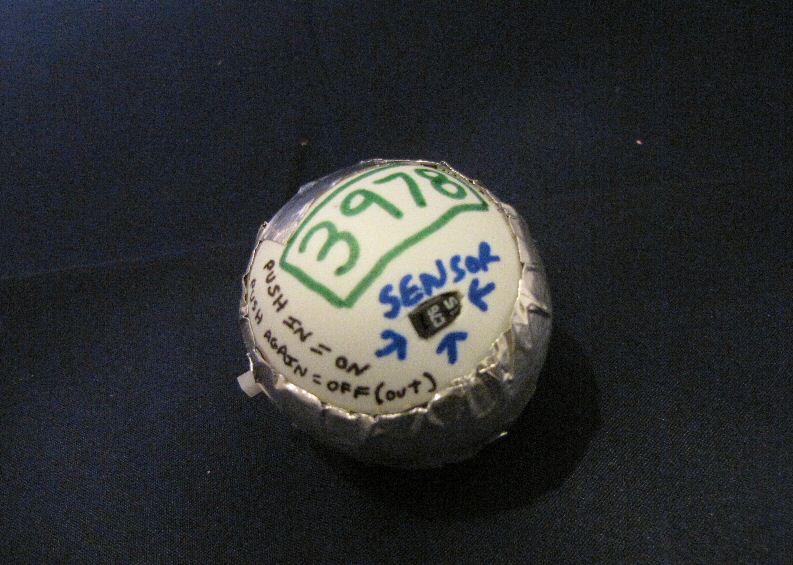 3978
SENSOR
PUSH IN = ON
PUSH AGAIN = OFF (OUT)